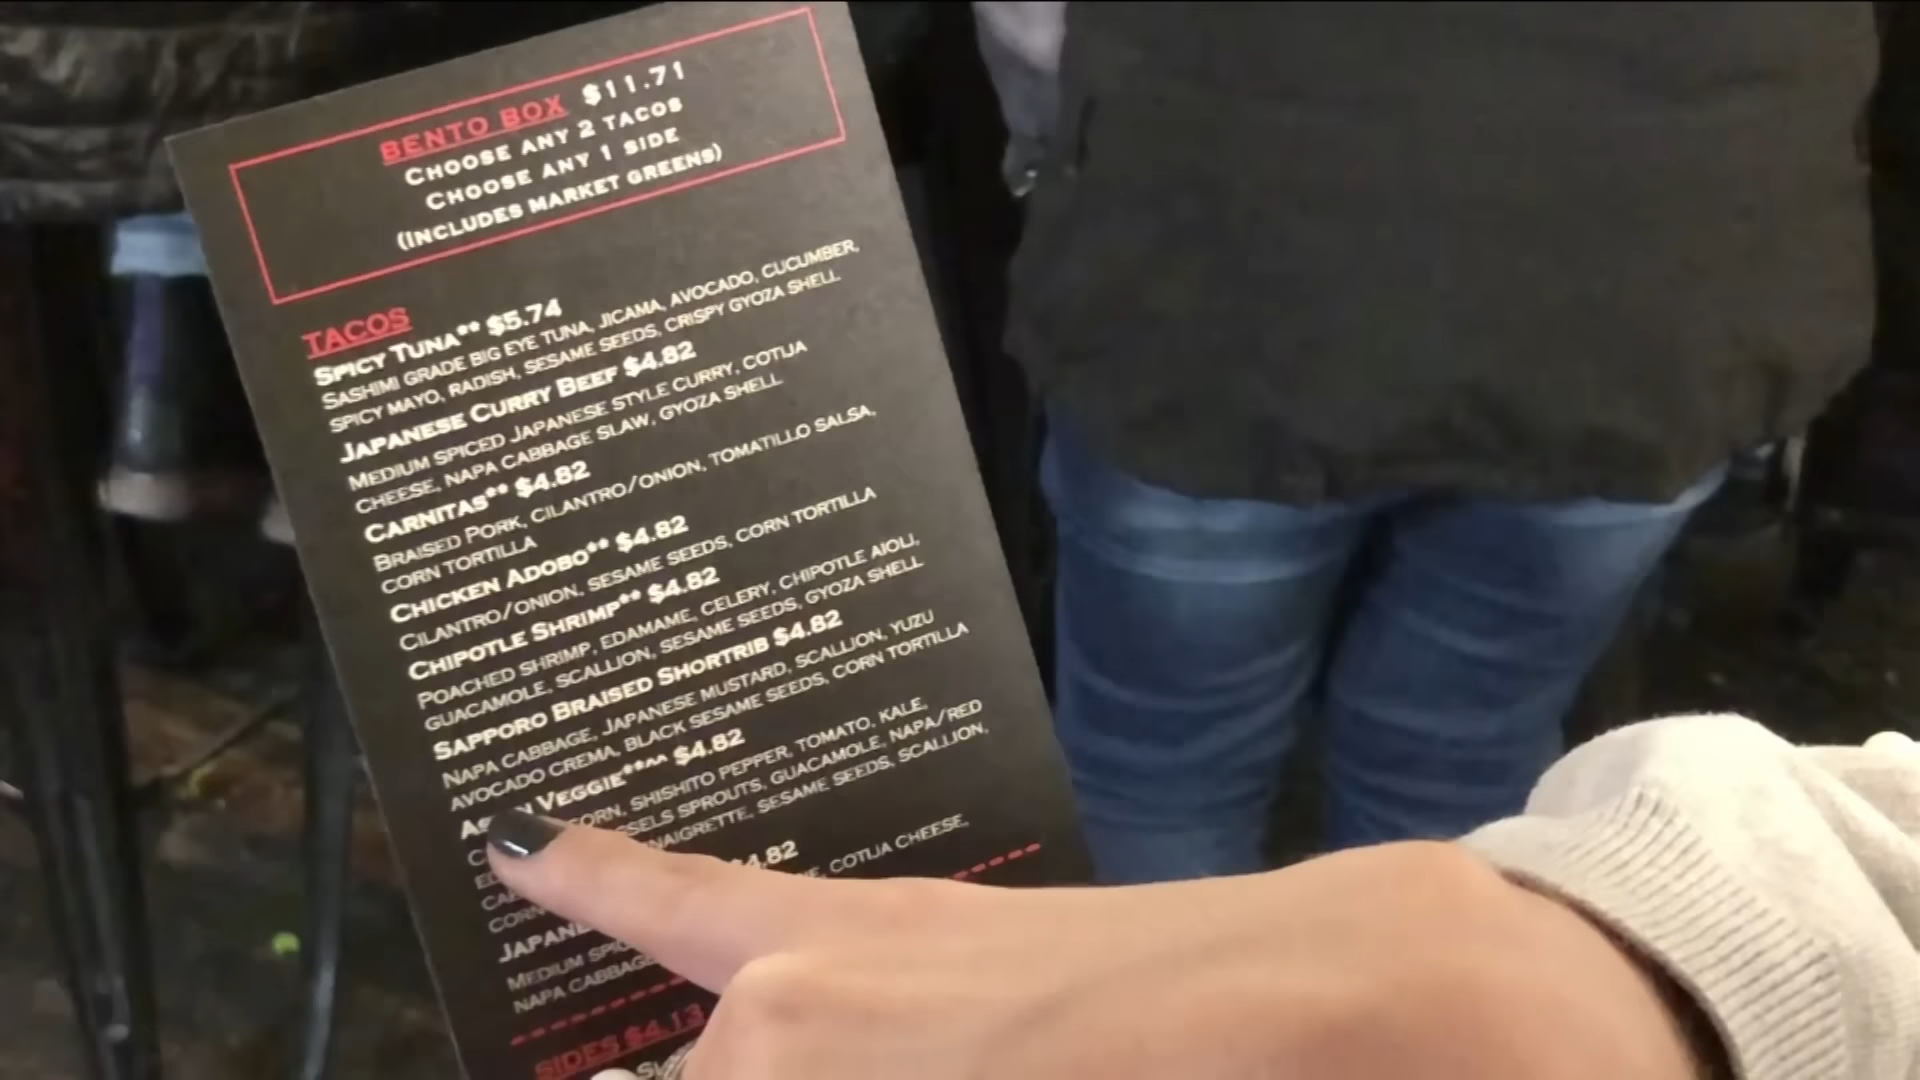 BENTO BOX $11.71
CHOOSE ANY 2 TACOS
CHOOSE ANY 1 SIDE
(INCLUDES MARKET GREENS)
TACOS
SPICY TUNA** $5.74
SASHIMI GRADE BIG EYE TUNA, JICAMA, AVOCADO, CUCUMBER,
SPICY MAYO, RADISH, SESAME SEEDS, CRISPY GYOZA SHELL
JAPANESE CURRY BEEF $4.82
MEDIUM SPICED JAPANESE STYLE CURRY, COTIJA
CHEESE, NAPA CABBAGE SLAW, GYOZA SHELL
CARNITAS** $4.82
BRAISED PORK, CILANTRO/ONION, TOMATILLO SALSA,
CORN TORTILLA
CHICKEN ADOBO** $4.82
CILANTRO/ONION, SESAME SEEDS, CORN TORTILLA
CHIPOTLE SHRIMP** $4.82
POACHED SHRIMP, EDAMAME, CELERY, CHIPOTLE AIOLI,
GUACAMOLE, SCALLION, SESAME SEEDS, GYOZA SHELL
SAPPORO BRAISED SHORTRIB $4.82
NAPA CABBAGE, JAPANESE MUSTARD, SCALLION, YUZU
AVOCADO CREMA, BLACK SESAME SEEDS, CORN TORTILLA
VEGGIE**^^ $4.82
CORN, SHISHITO PEPPER, TOMATO, KALE,
SPROUTS, GUACAMOLE, NAPA/RED
SESAME SEEDS, SCALLION,
$4.82
COTIJA CHEESE,
MEDIUM
NAPA CABBAGE
SIDES $4.13